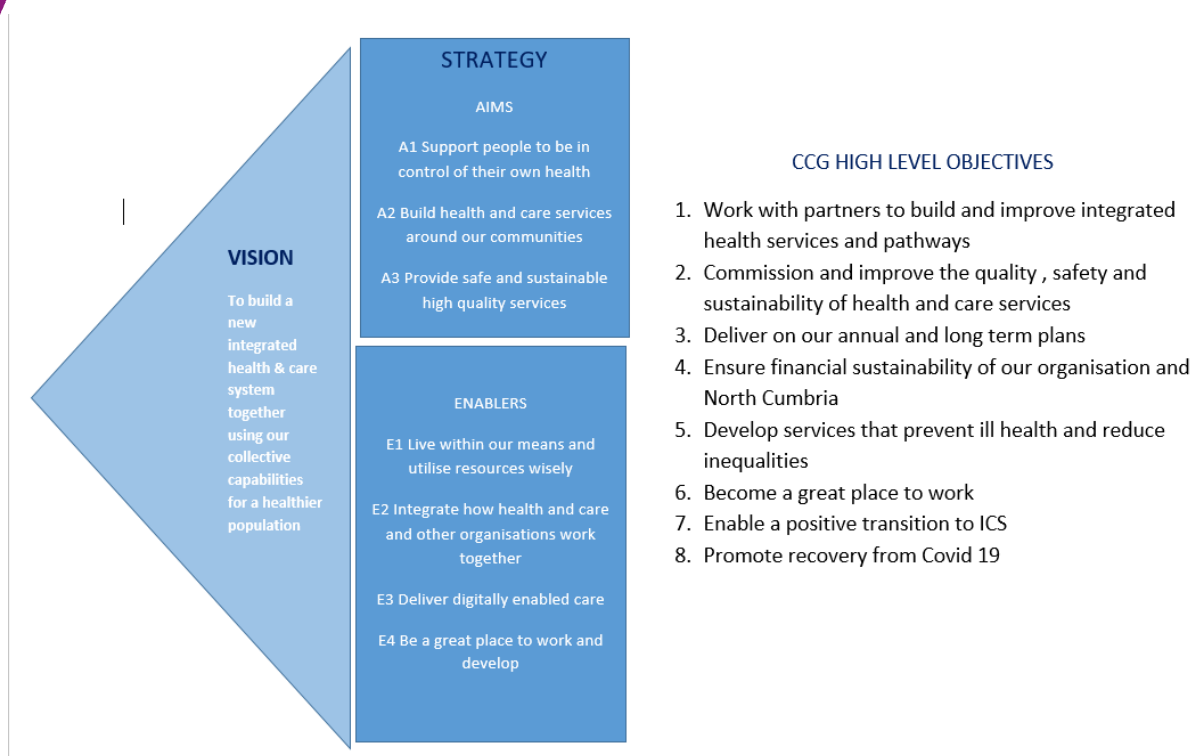 VISION
To build a
new
integrated
health & care
system
together
using our
collective
capabilities
for a healthier
population
STRATEGY
AIMS
A1 Support people to be in
control of their own health
A2 Build health and care services
around our communities
A3 Provide safe and sustainable
high quality services
ENABLERS
E1 Live within our means and
utilise resources wisely
E2 Integrate how health and care
and other organisations work
together
E3 Deliver digitally enabled care
E4 Be a great place to work and
develop
CCG HIGH LEVEL OBJECTIVES
1. Work with partners to build and improve integrated
health services and pathways
2. Commission and improve the quality , safety and
sustainability of health and care services
3. Deliver on our annual and long term plans
4. Ensure financial sustainability of our organisation and
North Cumbria
5. Develop services that prevent ill health and reduce
inequalities
6. Become a great place to work
7. Enable a positive transition to ICS
8. Promote recovery from Covid 19